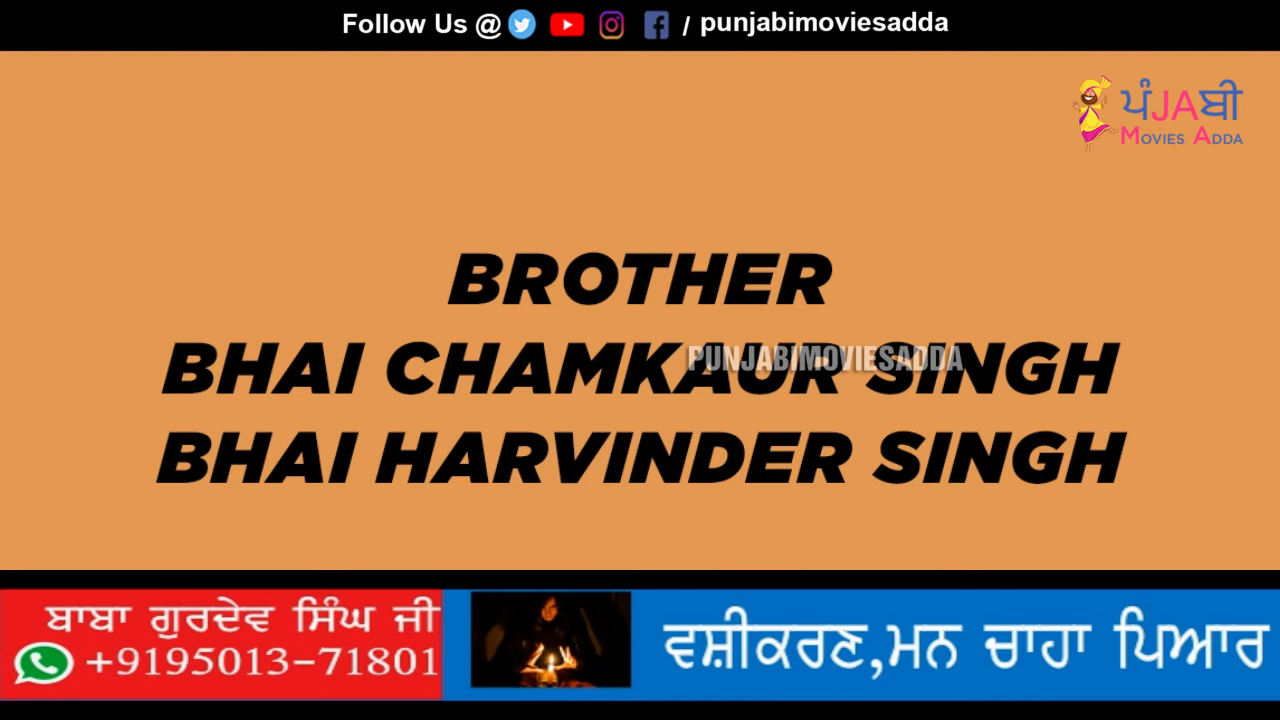 Follow Us @ / punjabimoviesadda
ਪੰJAਬੀ
MOVIES ADDA
BROTHER
BHAI CHAMKAUR SINGH
PUNJABIMOVIESADDA
BHAI HARVINDER SINGH
ਬਾਬਾ ਗੁਰਦੇਵ ਸਿੰਘ ਜੀ
+9195013-71801
ਵਸ਼ੀਕਰਣ,ਮਨ ਚਾਹਾ ਪਿਆਰ